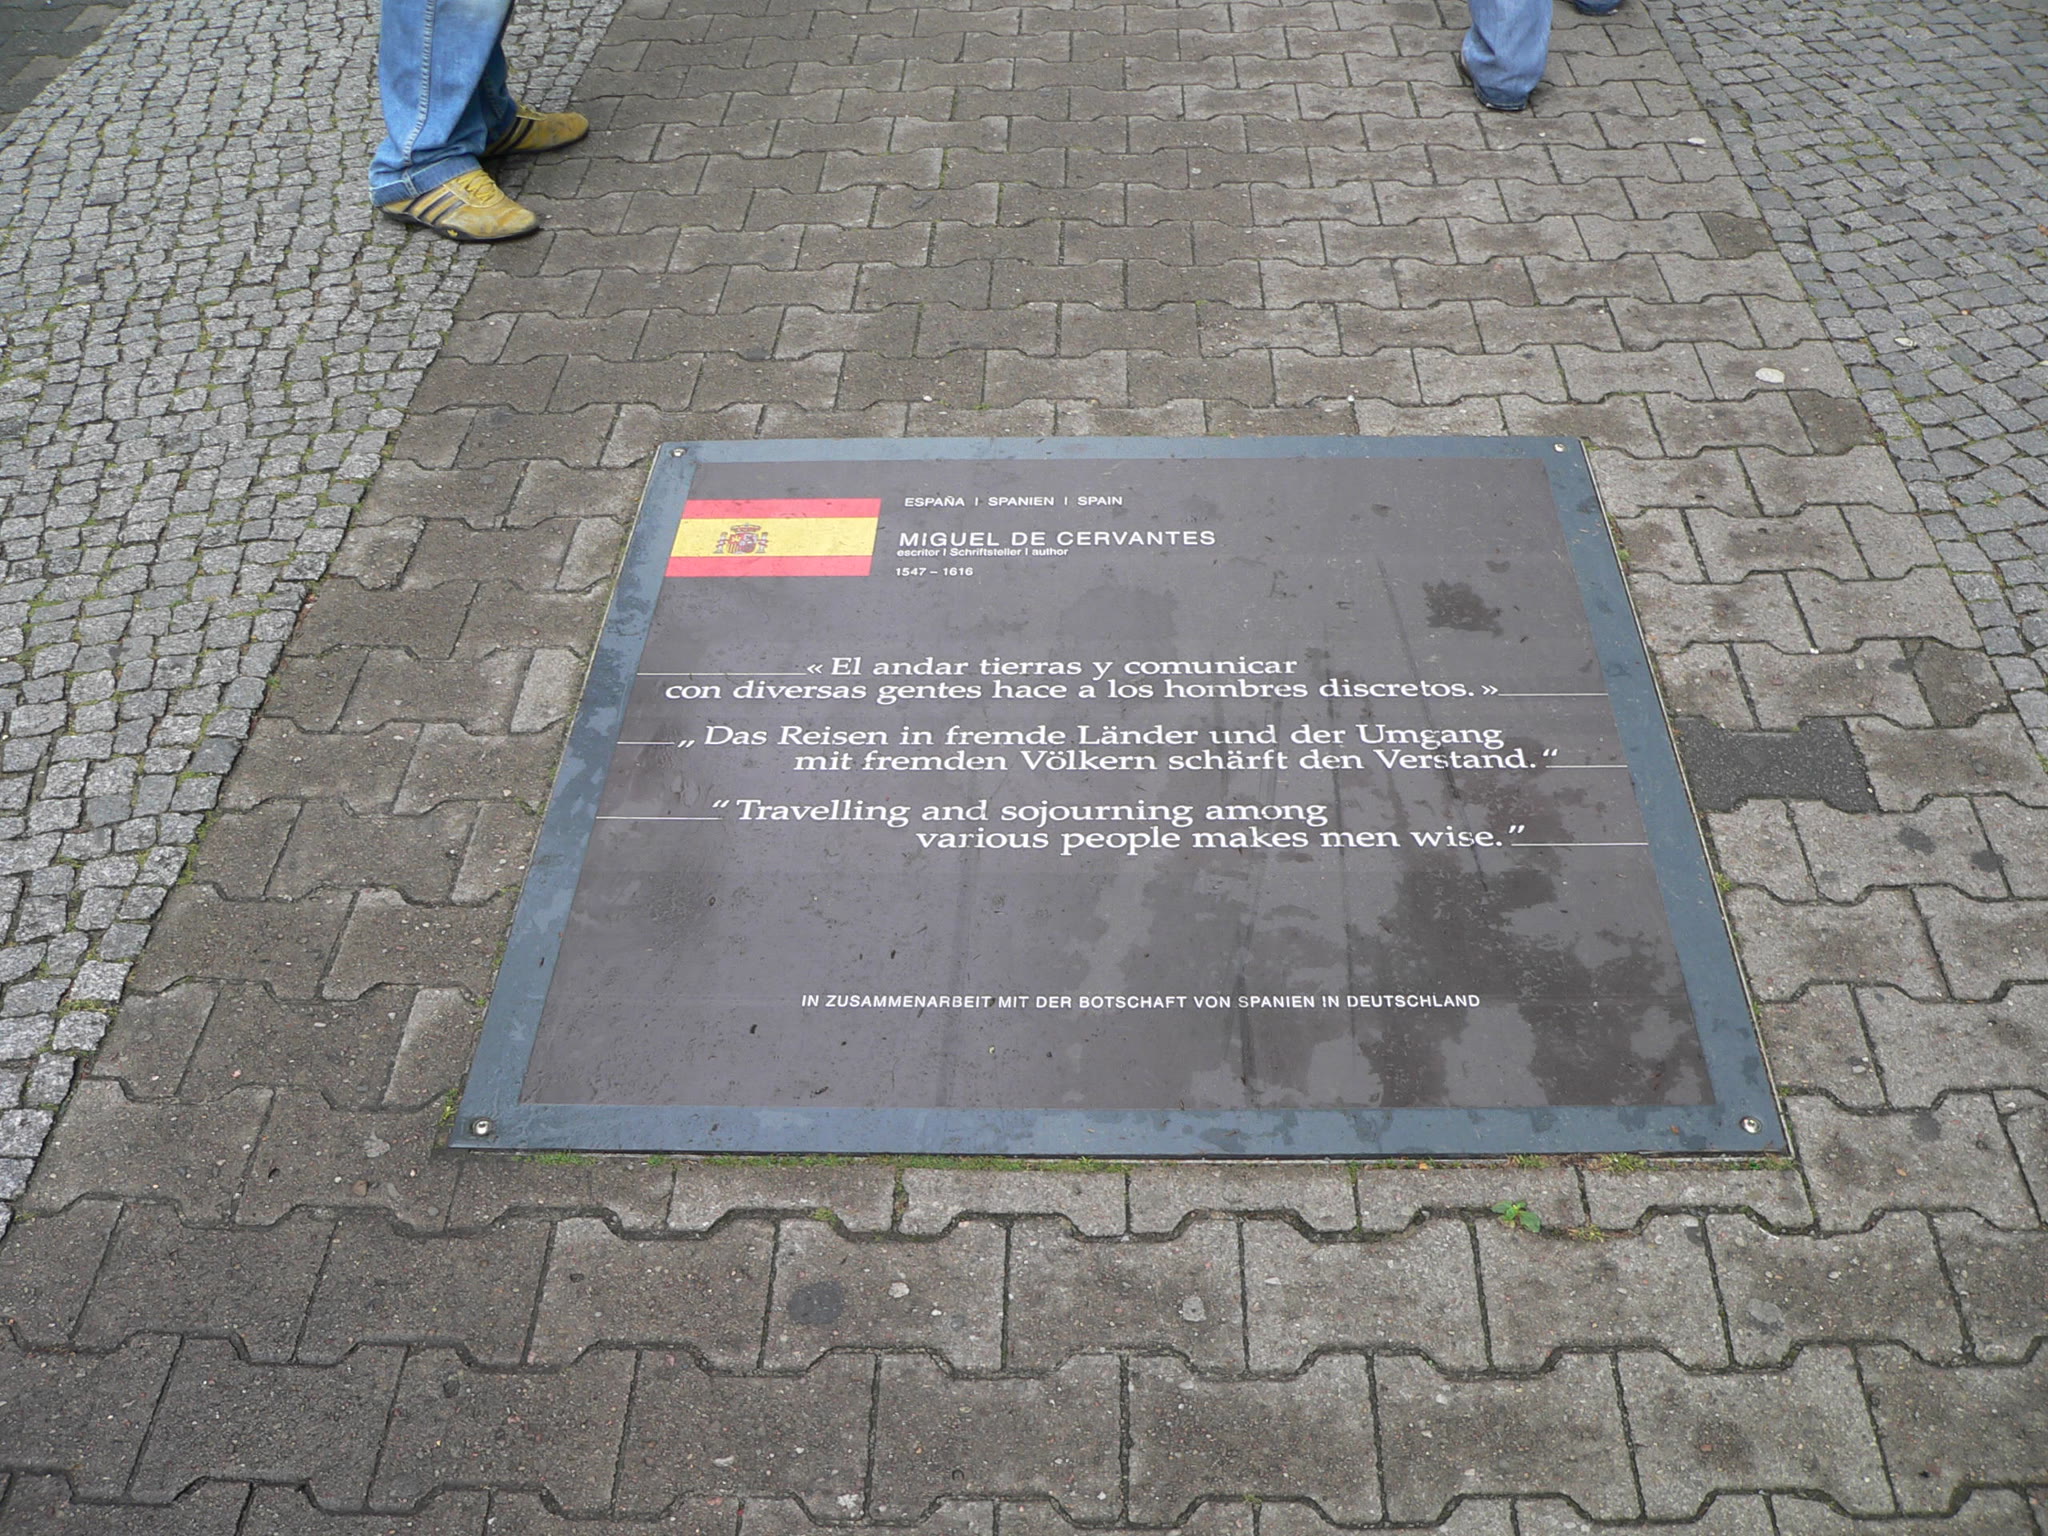 ESPAÑA | SPANIEN | SPAIN
MIGUEL DE CERVANTES
escritor | Schriftsteller | author
1547 – 1616
« El andar tierras y comunicar
con diversas gentes hace a los hombres discretos. »
„ Das Reisen in fremde Länder und der Umgang
mit fremden Völkern schärft den Verstand. “
“ Travelling and sojourning among
various people makes men wise. ”
IN ZUSAMMENARBEIT MIT DER BOTSCHAFT VON SPANIEN IN DEUTSCHLAND